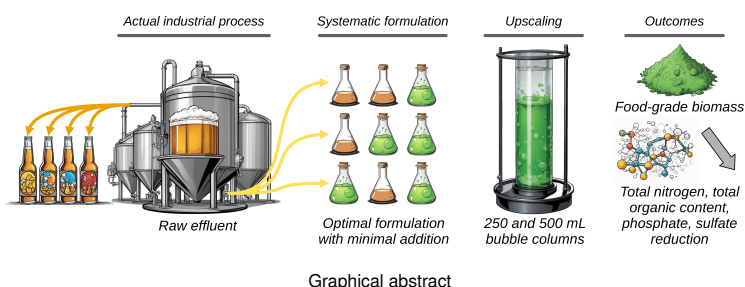 Actual industrial process
Systematic formulation
Upscaling
Outcomes
Food-grade biomass
Raw effluent
Optimal formulation
with minimal addition
250 and 500 mL
bubble columns
Total nitrogen, total
organic content,
phosphate, sulfate
reduction
Graphical abstract